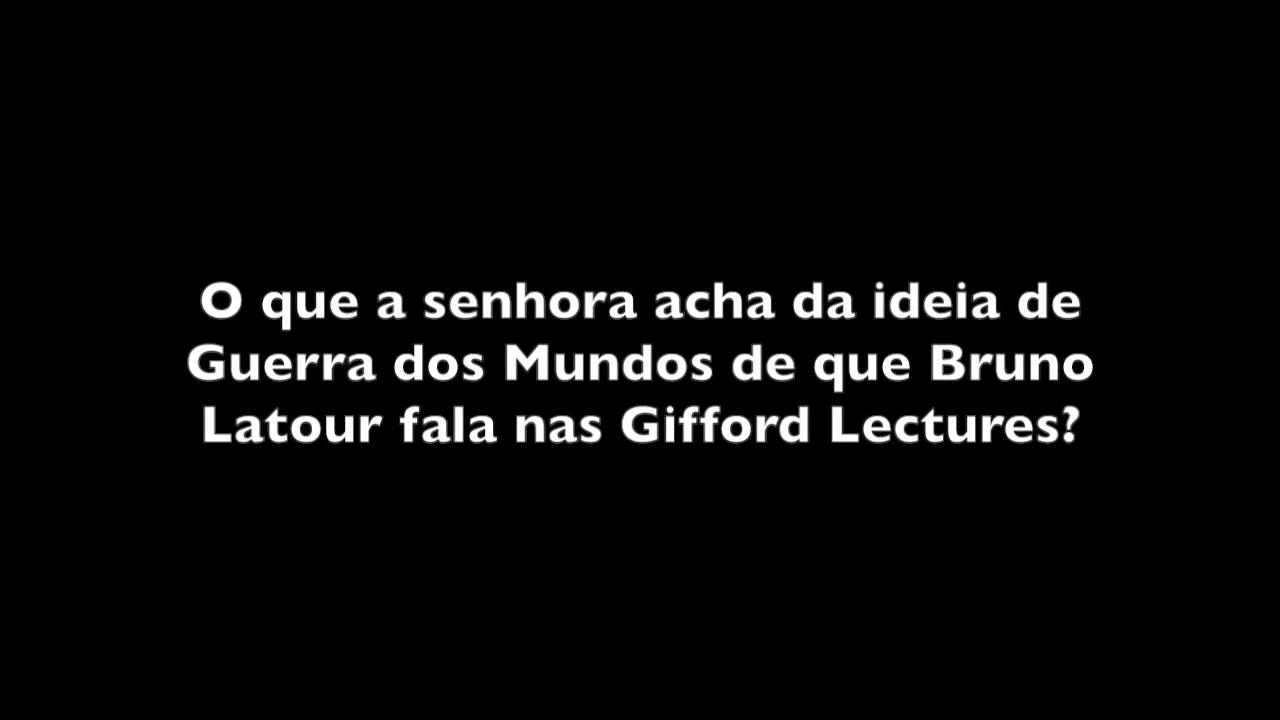 O que a senhora acha da ideia de
Guerra dos Mundos de que Bruno
Latour fala nas Gifford Lectures?